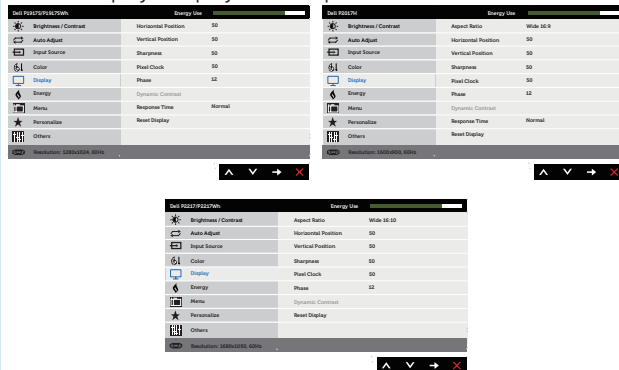 Dell P1917S/P1917SWh Energy Use
Brightness / Contrast Horizontal Position 50
Auto Adjust Vertical Position 50
Input Source Sharpness 50
Color Pixel Clock 50
Display Phase 12
Energy Dynamic Contrast
Menu Response Time Normal
Personalize Reset Display
Others
Resolution: 1280x1024, 60Hz
Dell P2017H Energy Use
Brightness / Contrast Aspect Ratio Wide 16:9
Auto Adjust Horizontal Position 50
Input Source Vertical Position 50
Color Sharpness 50
Display Pixel Clock 50
Energy Phase 12
Menu Dynamic Contrast
Personalize Response Time Normal
Others Reset Display
Resolution: 1600x900, 60Hz
Dell P2217/P2217Wh Energy Use
Brightness / Contrast Aspect Ratio Wide 16:10
Auto Adjust Horizontal Position 50
Input Source Vertical Position 50
Color Sharpness 50
Display Pixel Clock 50
Energy Phase 12
Menu Dynamic Contrast
Personalize Reset Display
Others
Resolution: 1680x1050, 60Hz